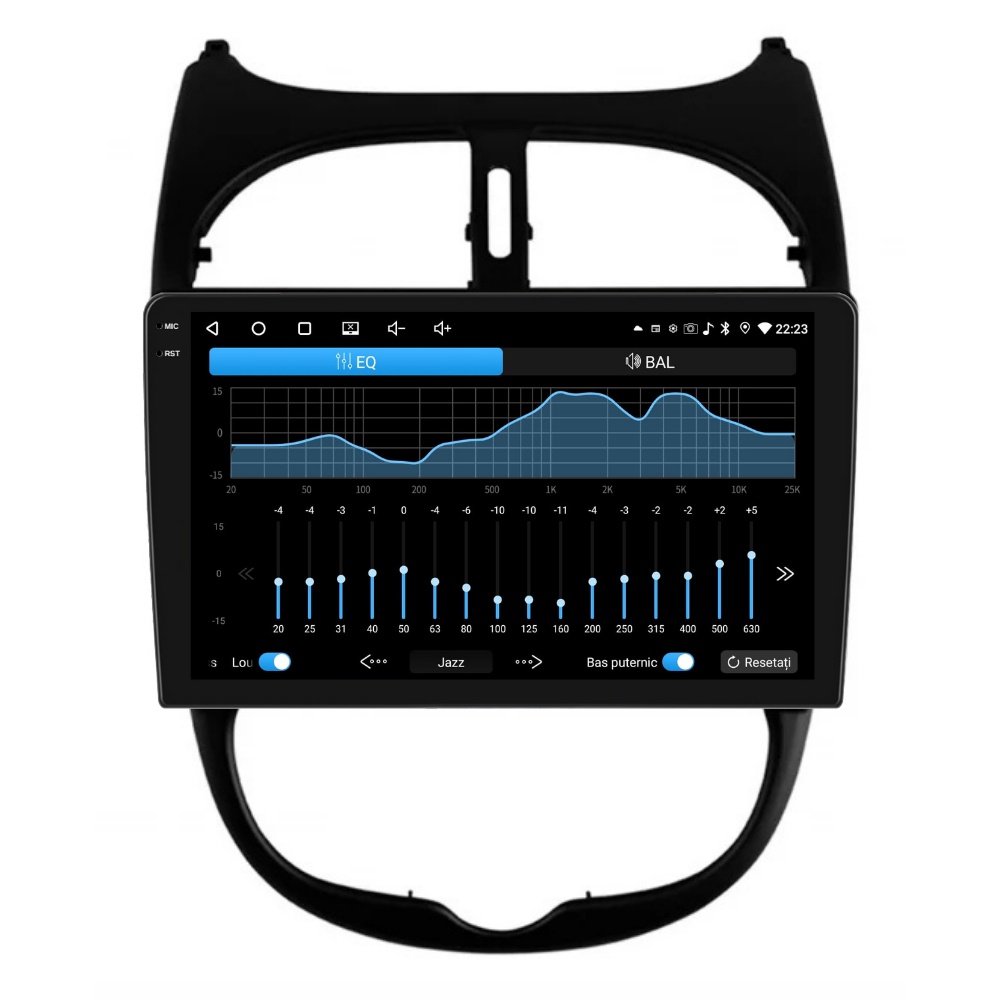 MIC
22:23
RST
EQ
BAL
15
0
-15
20 50 100 200 500 1K 2K 5K 10K 25K
-4 -4 -3 -1 0 -4 -6 -10 -10 -11 -4 -3 -2 -2 +2 +5
15
0
-15
20 25 31 40 50 63 80 100 125 160 200 250 315 400 500 630
s Lou Jazz Bas puternic Resetați